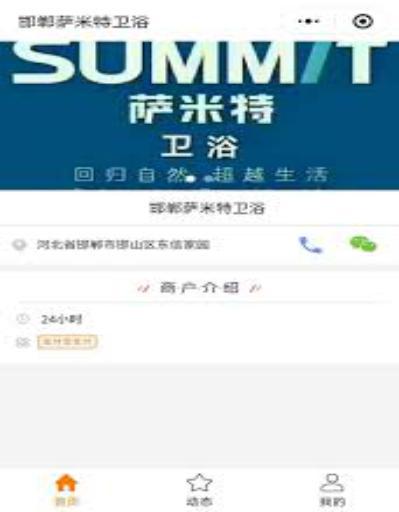 邯郸萨米特卫浴
SUMMIT
萨米特
卫浴
回归自然 超越生活
邯郸萨米特卫浴
河北省邯郸市邯山区东信家园
商户介绍
24小时
首页
动态
我的